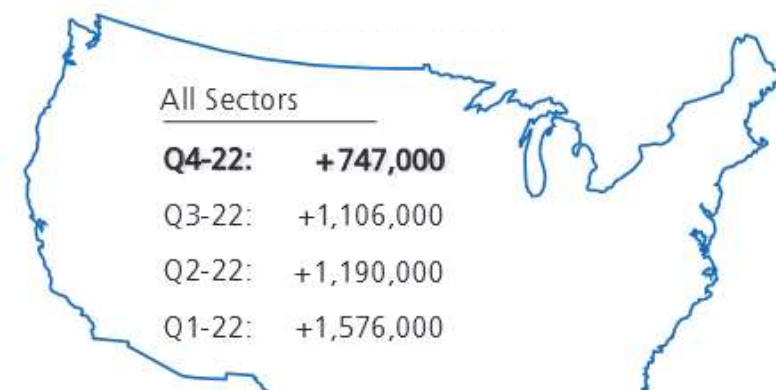 All Sectors
Q4-22: +747,000
Q3-22: +1,106,000
Q2-22: +1,190,000
Q1-22: +1,576,000